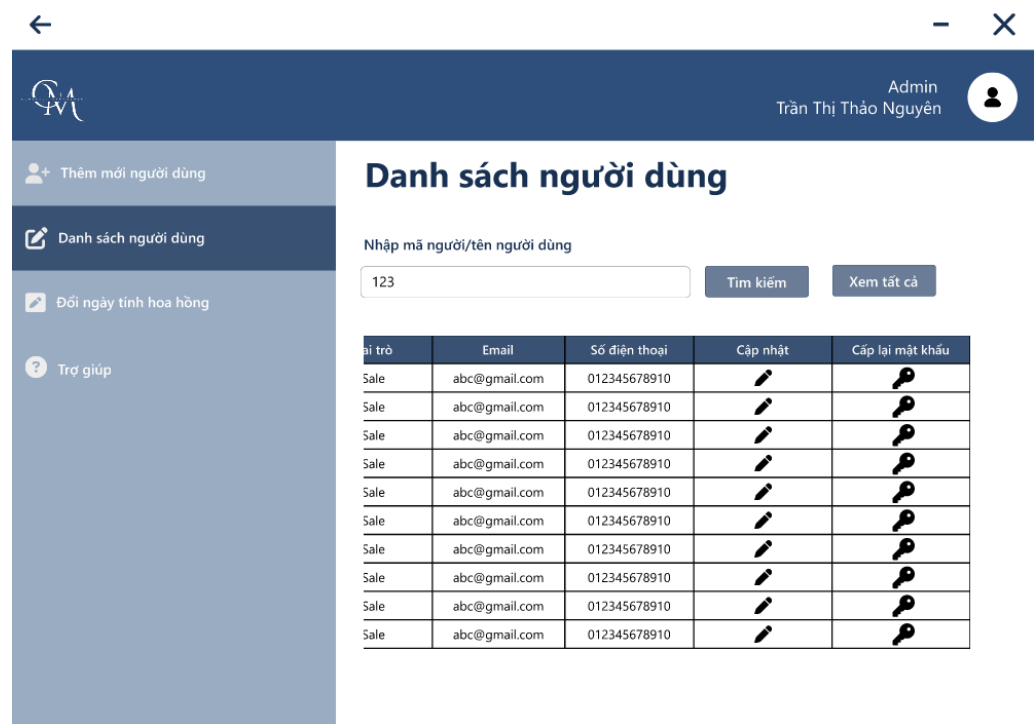 Admin
Trần Thị Thảo Nguyên
Thêm mới người dùng
Danh sách người dùng
Đổi ngày tính hoa hồng
Trợ giúp
Danh sách người dùng
Nhập mã người/tên người dùng
123 Tìm kiếm Xem tất cả
ai trò Email Số điện thoại Cập nhật Cấp lại mật khẩu
Sale abc@gmail.com 012345678910
Sale abc@gmail.com 012345678910
Sale abc@gmail.com 012345678910
Sale abc@gmail.com 012345678910
Sale abc@gmail.com 012345678910
Sale abc@gmail.com 012345678910
Sale abc@gmail.com 012345678910
Sale abc@gmail.com 012345678910
Sale abc@gmail.com 012345678910
Sale abc@gmail.com 012345678910